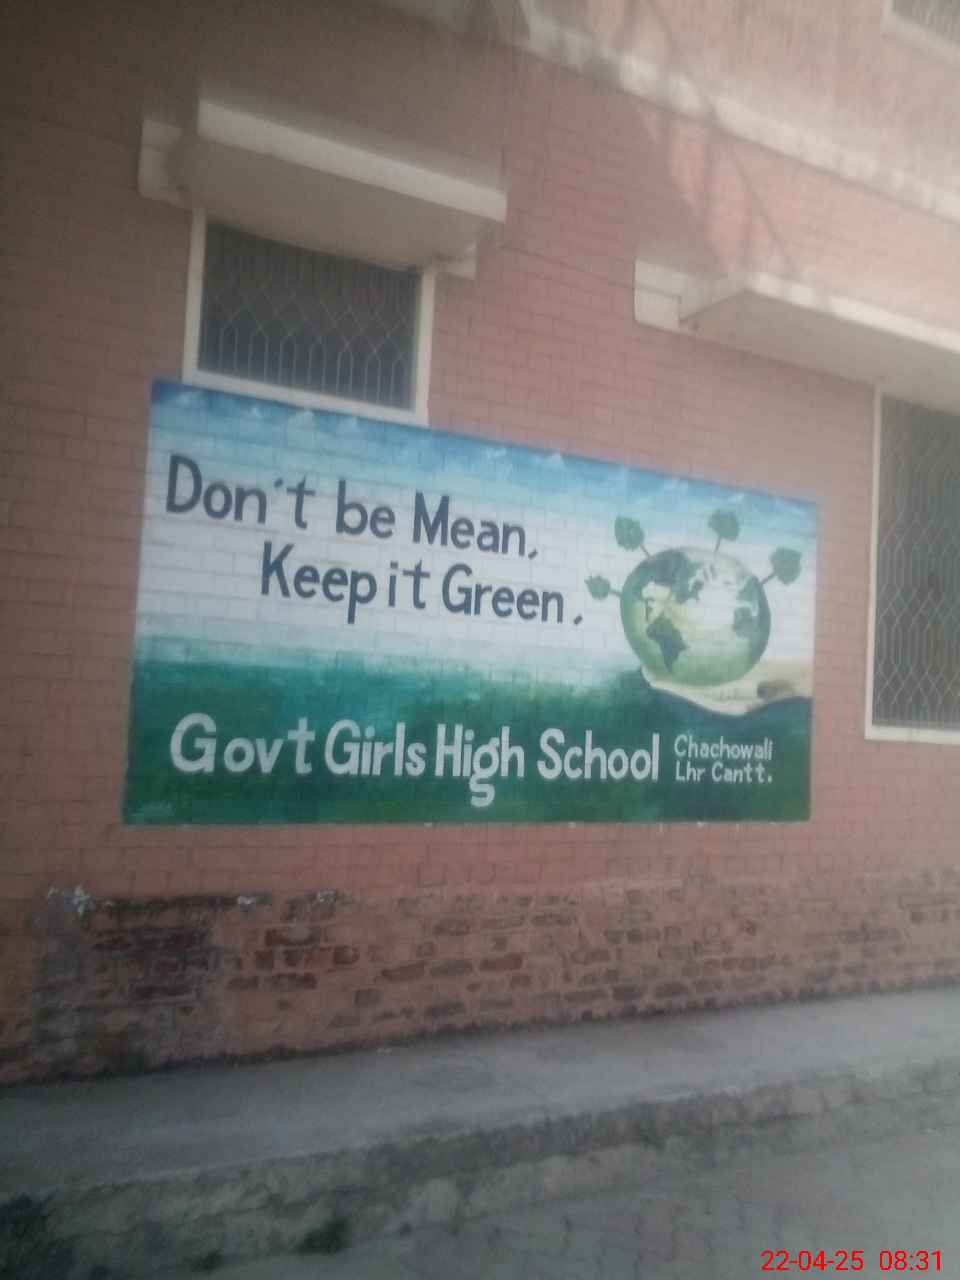 Don't be Mean,
Keep it Green,
Govt Girls High School
Chachowali
Lhr Cantt.
22-04-25 08:31